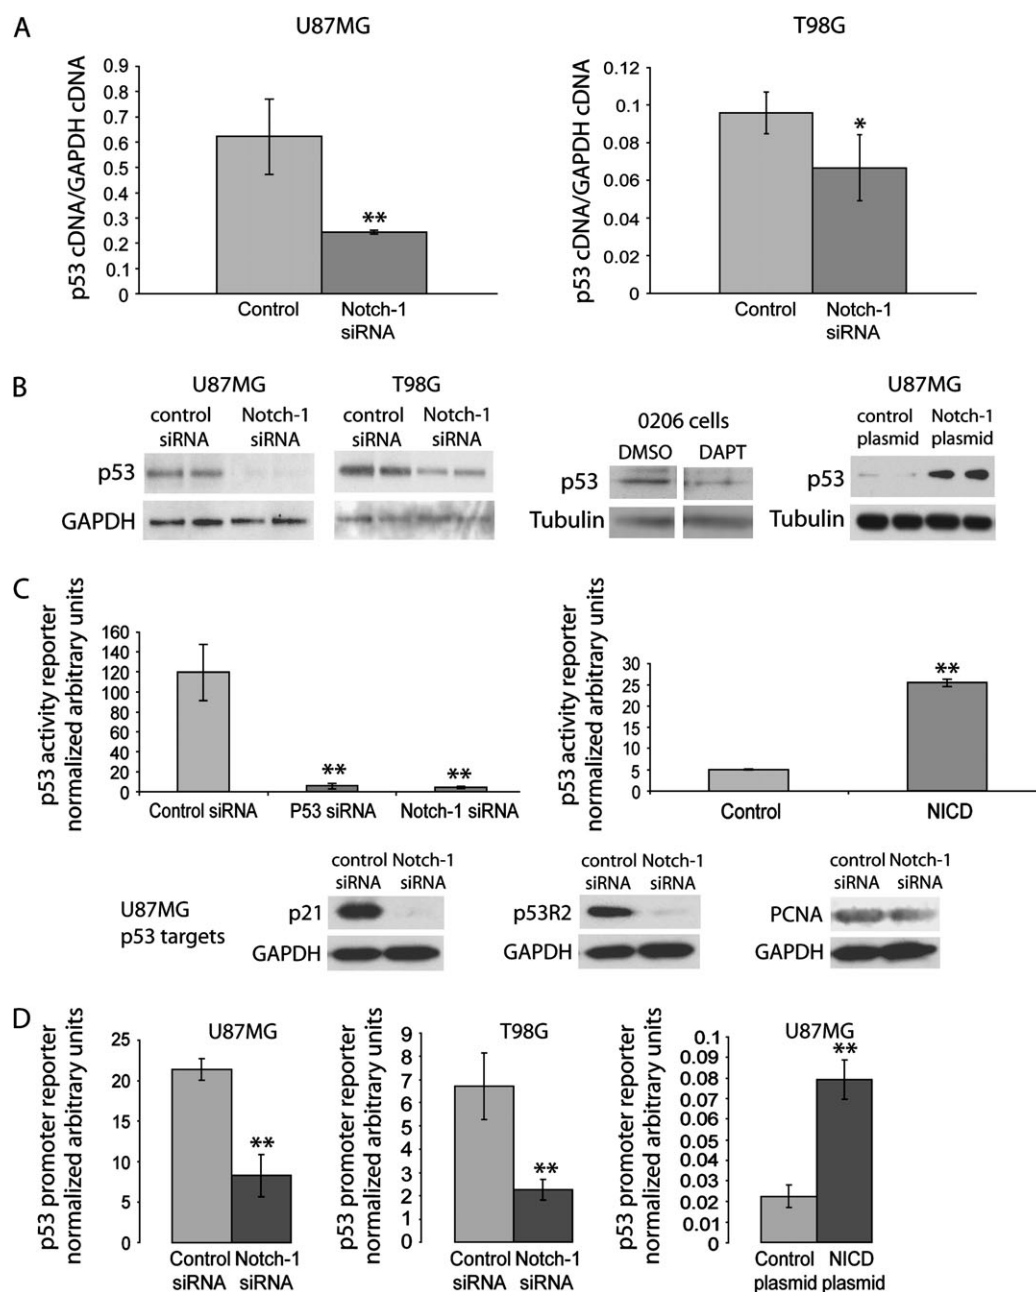 A
U87MG
T98G
p53 cDNA/GAPDH cDNA
0.9
0.8
0.7
0.6
0.5
0.4
0.3
0.2
0.1
0
**
Control
Notch-1
siRNA
p53 cDNA/GAPDH cDNA
0.12
0.1
0.08
0.06
0.04
0.02
0
*
Control
Notch-1
siRNA
B
U87MG
control Notch-1
siRNA siRNA
p53
GAPDH
T98G
control Notch-1
siRNA siRNA
0206 cells
DMSO DAPT
p53
Tubulin
U87MG
control Notch-1
plasmid plasmid
p53
Tubulin
C
p53 activity reporter
normalized arbitrary units
160
140
120
100
80
60
40
20
0
**
**
Control siRNA P53 siRNA Notch-1 siRNA
p53 activity reporter
normalized arbitrary units
30
25
20
15
10
5
0
**
Control NICD
U87MG
p53 targets
control Notch-1
siRNA siRNA
p21
GAPDH
control Notch-1
siRNA siRNA
p53R2
GAPDH
control Notch-1
siRNA siRNA
PCNA
GAPDH
D
p53 promoter reporter
normalized arbitrary units
U87MG
25
20
15
10
5
0
**
Control Notch-1
siRNA siRNA
p53 promoter reporter
normalized arbitrary units
T98G
9
8
7
6
5
4
3
2
1
0
**
Control Notch-1
siRNA siRNA
p53 promoter reporter
normalized arbitrary units
U87MG
0.1
0.09
0.08
0.07
0.06
0.05
0.04
0.03
0.02
0.01
0
**
Control NICD
plasmid plasmid